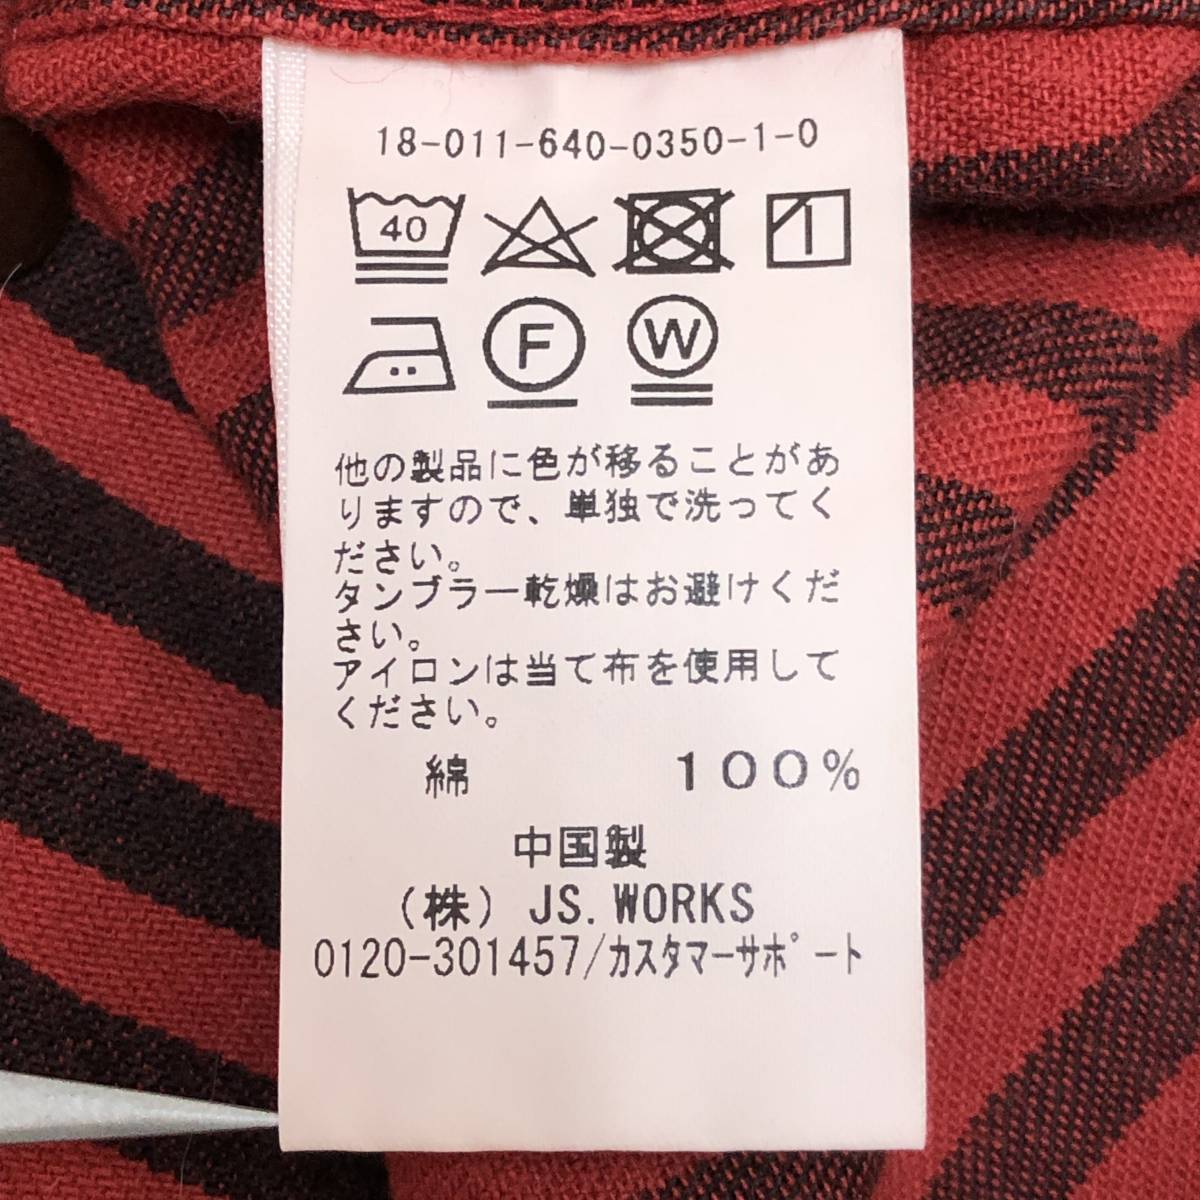 18-011-640-0350-1-0
40
F W
他の製品に色が移ることがあ
りますので、単独で洗ってく
ださい。
タンブラー乾燥はお避けくだ
さい。
アイロンは当て布を使用して
ください。
綿 １００％
中国製
(株) JS. WORKS
0120-301457/ｶｽﾀﾏｰｻﾎﾟｰﾄ